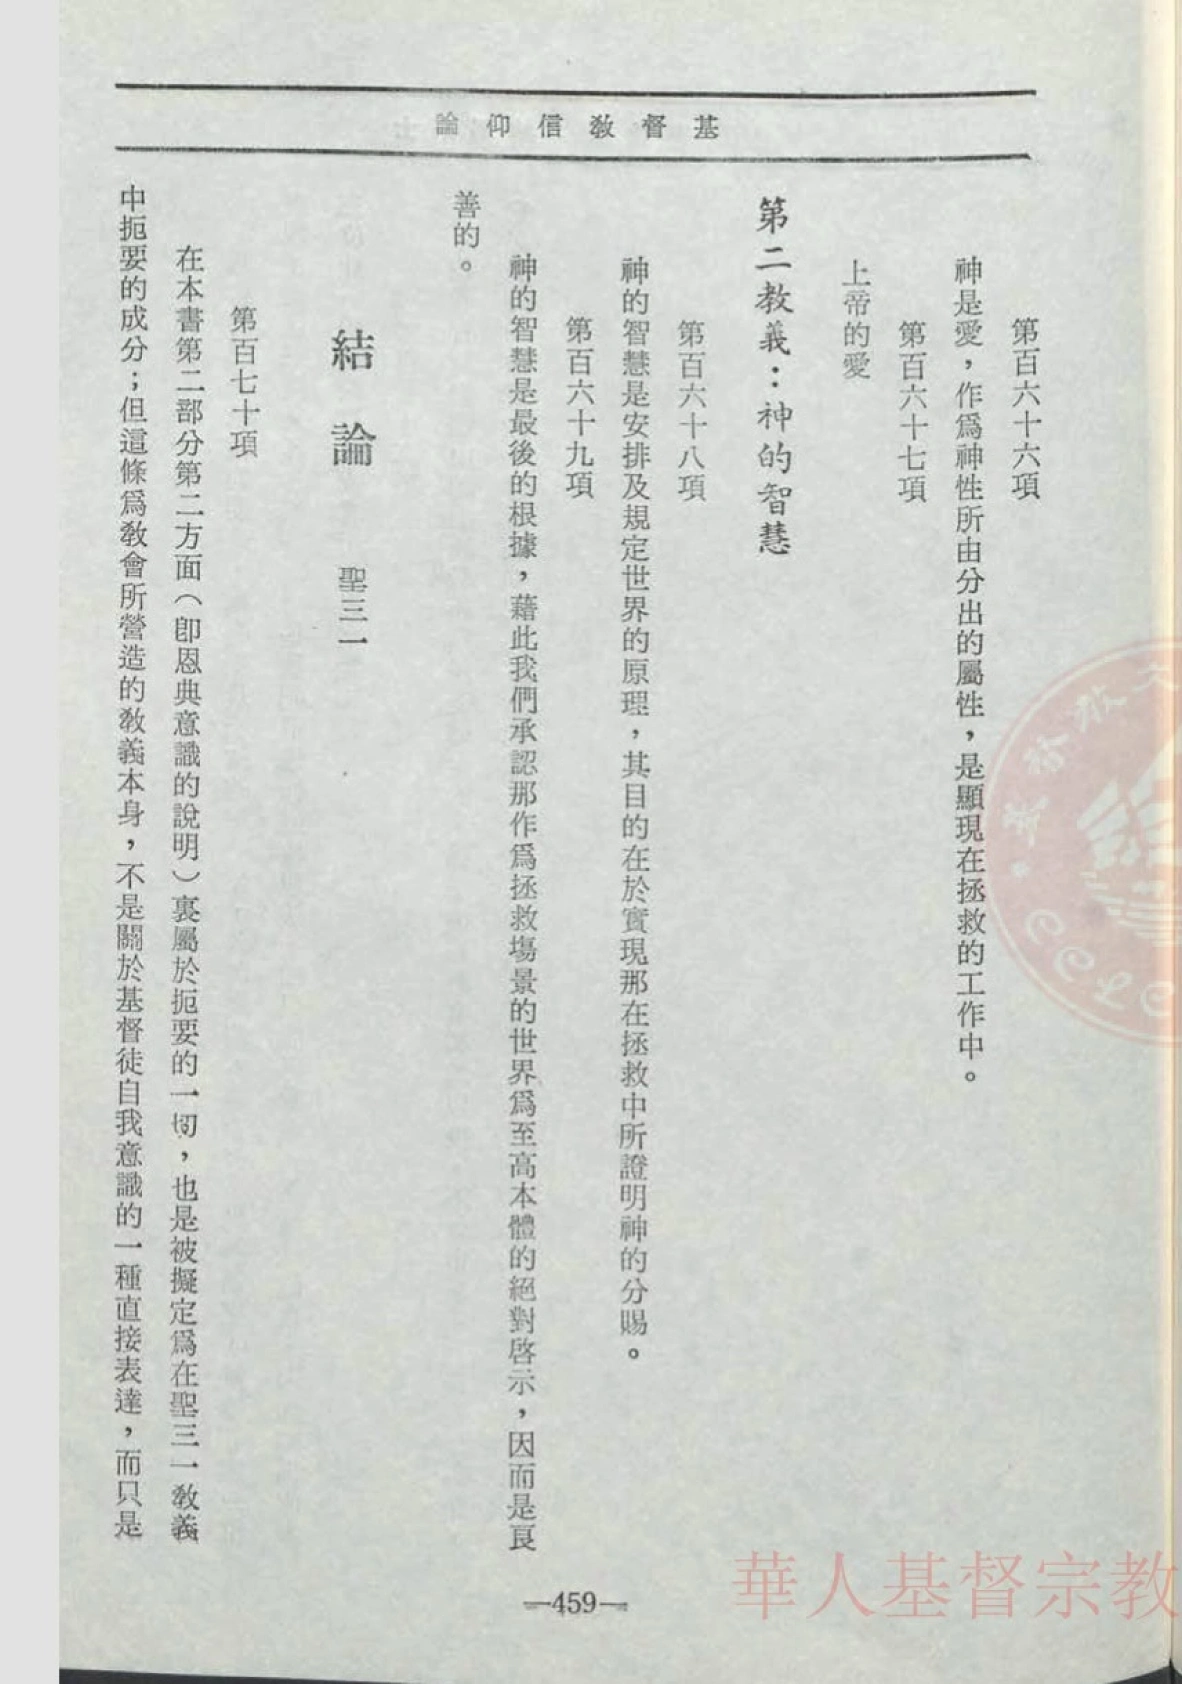 基督教信仰論
第百六十六項
神是愛，作爲神性所由分出的屬性，是顯現在拯救的工作中。
第百六十七項
上帝的愛
第二教義：神的智慧
第百六十八項
神的智慧是安排及規定世界的原理，其目的在於實現那在拯救中所證明神的分賜。
第百六十九項
神的智慧是最後的根據，藉此我們承認那作爲拯救塲景的世界爲至高本體的絕對啓示，因而是良
善的。
結論 聖三一
第百七十項
在本書第二部分第二方面（卽恩典意識的說明）裏屬於扼要的一切，也是被擬定爲在聖三一教義
中扼要的成分；但這條爲教會所營造的教義本身，不是關於基督徒自我意識的一種直接表達，而只是
—459—
華人基督宗教